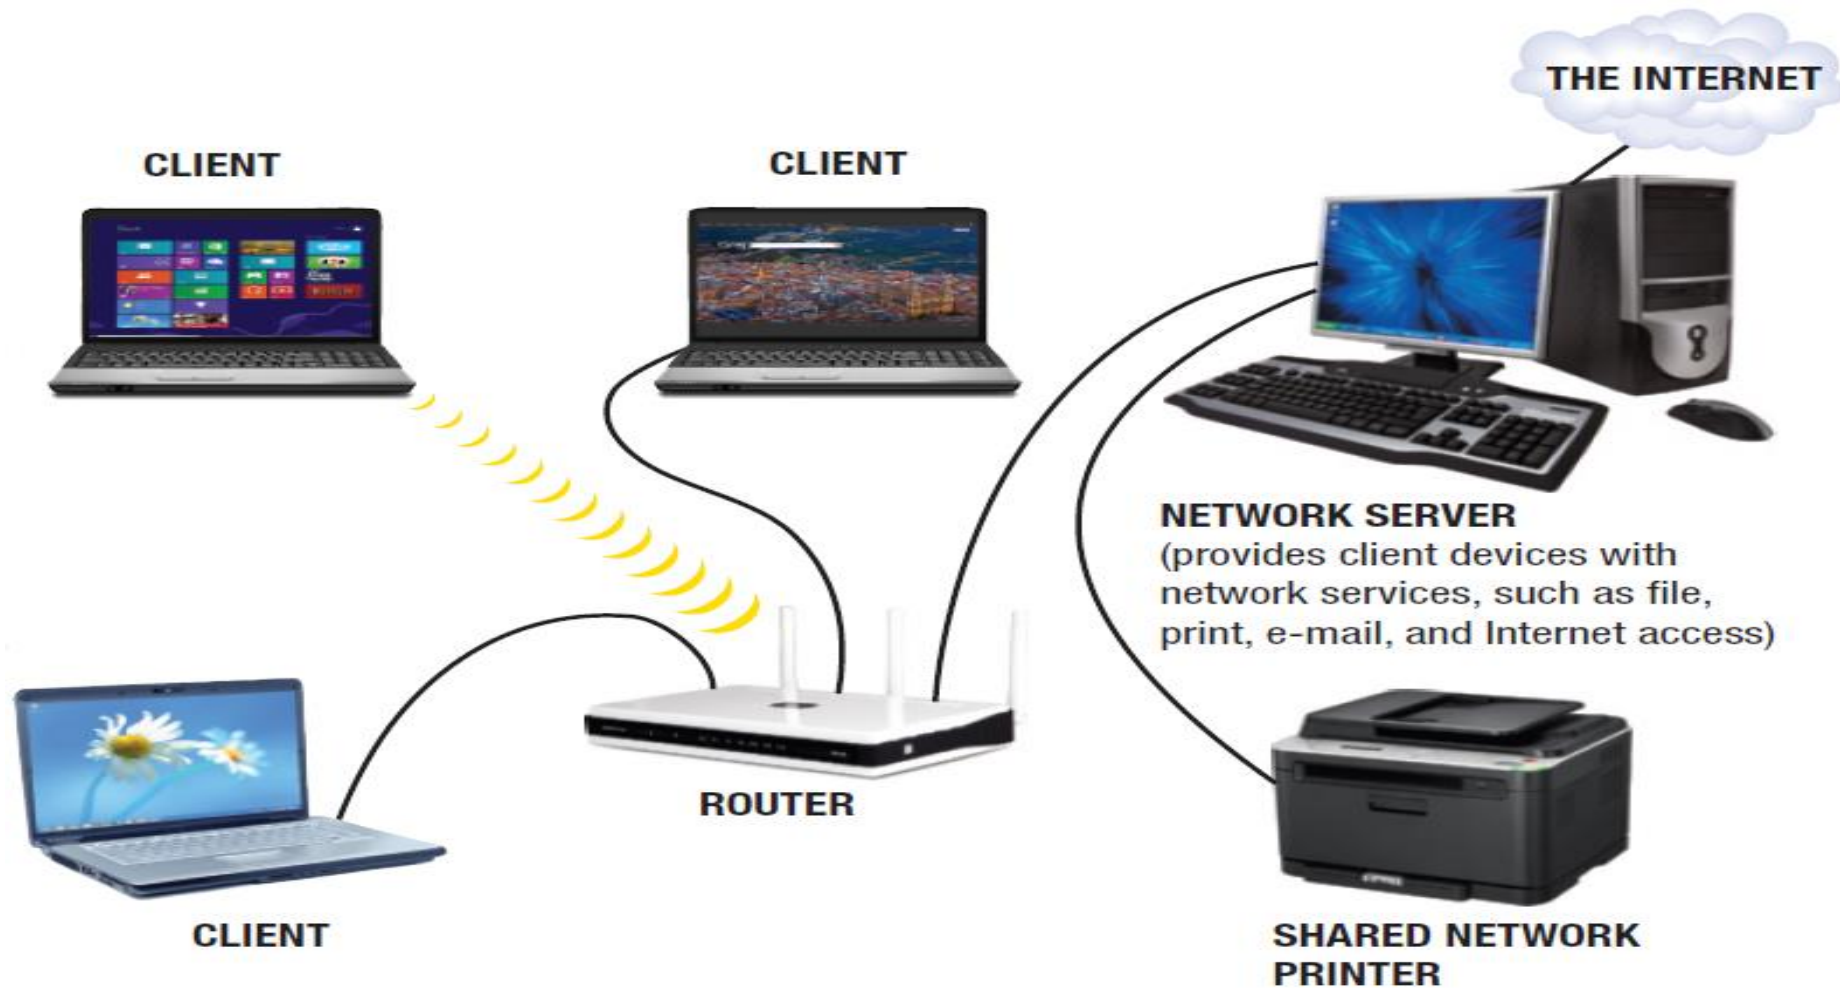 THE INTERNET
CLIENT
CLIENT
NETWORK SERVER
(provides client devices with
network services, such as file,
print, e-mail, and Internet access)
ROUTER
CLIENT
SHARED NETWORK
PRINTER